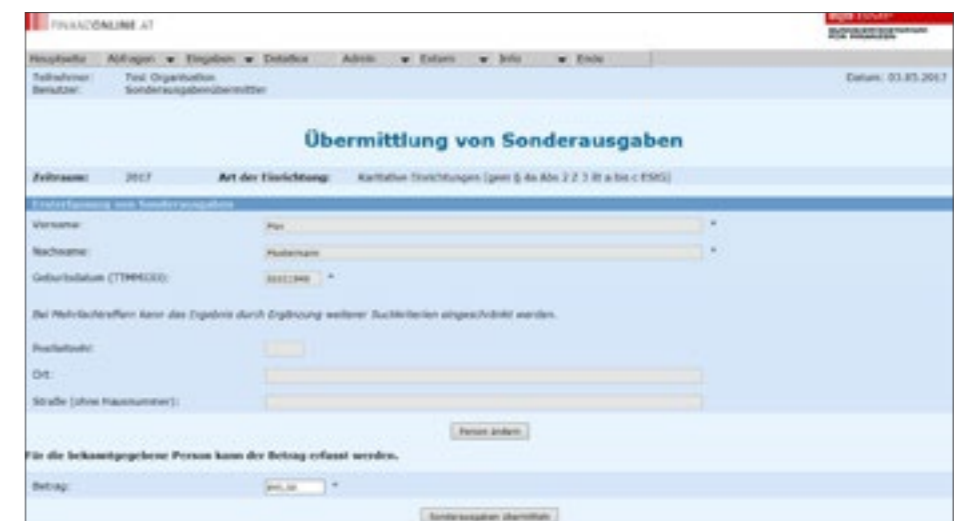 FINANZONLINE.AT
BUNDESMINISTERIUM
FÜR FINANZEN
Hauptseite Abfragen Eingaben DataBox Admin Extern Info Ende
Teilnehmer: Test Organisation Datum: 03.05.2017
Benutzer: Sonderausgabenübermittler
Übermittlung von Sonderausgaben
Zeitraum: 2017 Art der Einrichtung: Karitative Einrichtungen [gem § 4a Abs 2 Z 3 lit a bis c EStG]
Ersterfassung von Sonderausgaben
Vorname: Max *
Nachname: Mustermann *
Geburtsdatum (TTMMJJJJ): *
Bei Mehrfachtreffern kann das Ergebnis durch Ergänzung weiterer Suchkriterien eingeschränkt werden.
Postleitzahl:
Ort:
Straße (ohne Hausnummer):
Person ändern
Für die bekanntgegebene Person kann der Betrag erfasst werden.
Betrag: *
Sonderausgaben übermitteln